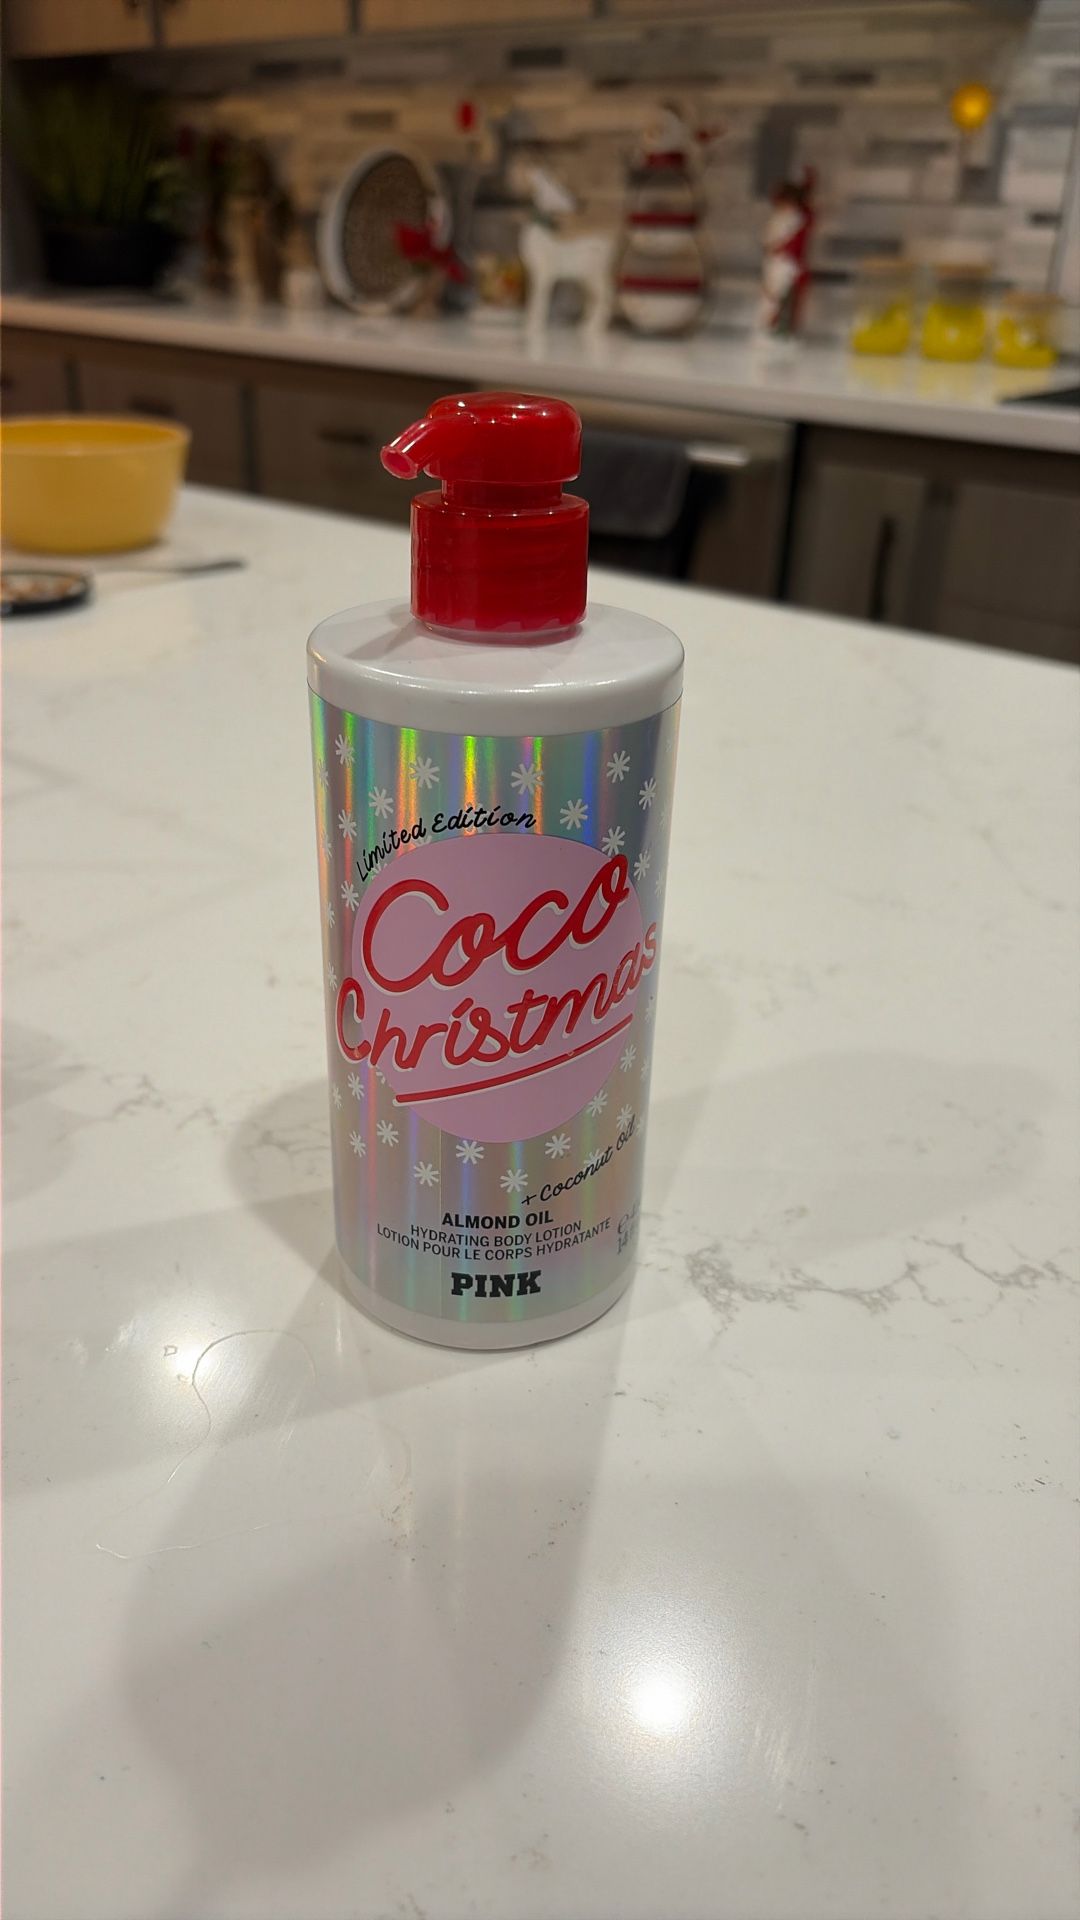 Limited Edition
Coco
Christmas
+ Coconut Oil
ALMOND OIL
HYDRATING BODY LOTION
LOTION POUR LE CORPS HYDRATANTE
PINK